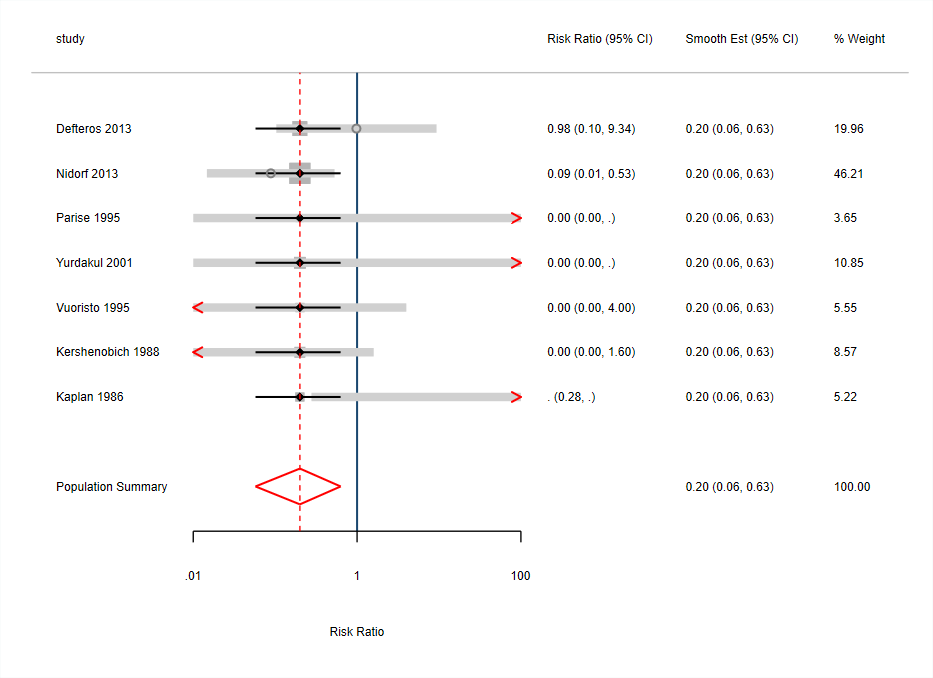 study Risk Ratio (95% CI) Smooth Est (95% CI) % Weight
Defteros 2013 0.98 (0.10, 9.34) 0.20 (0.06, 0.63) 19.96
Nidorf 2013 0.09 (0.01, 0.53) 0.20 (0.06, 0.63) 46.21
Parise 1995 0.00 (0.00, .) 0.20 (0.06, 0.63) 3.65
Yurdakul 2001 0.00 (0.00, .) 0.20 (0.06, 0.63) 10.85
Vuoristo 1995 0.00 (0.00, 4.00) 0.20 (0.06, 0.63) 5.55
Kershenobich 1988 0.00 (0.00, 1.60) 0.20 (0.06, 0.63) 8.57
Kaplan 1986 . (0.28, .) 0.20 (0.06, 0.63) 5.22
Population Summary 0.20 (0.06, 0.63) 100.00
.01 1 100
Risk Ratio